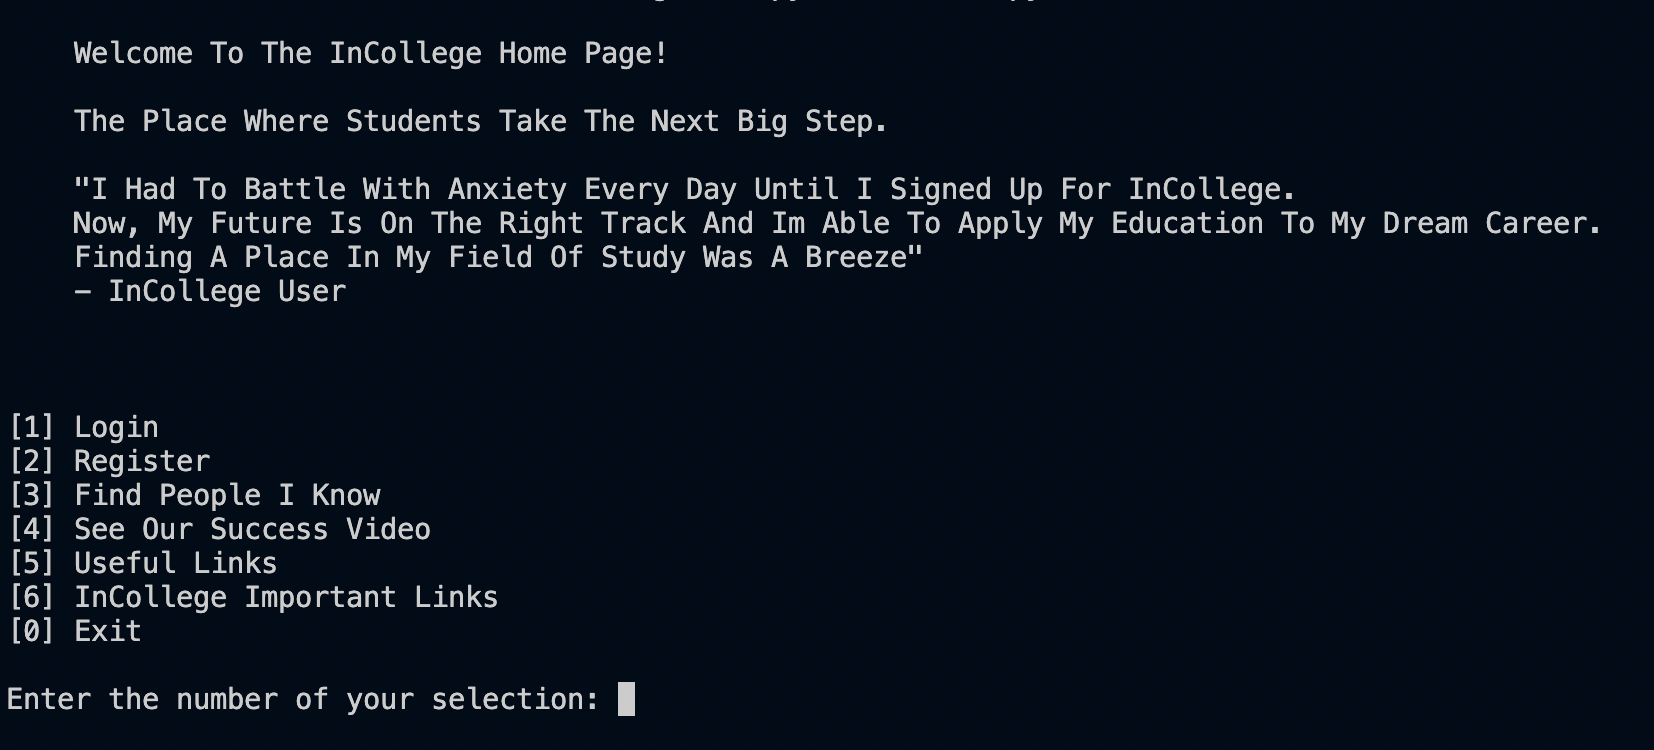 Welcome To The InCollege Home Page!
The Place Where Students Take The Next Big Step.
"I Had To Battle With Anxiety Every Day Until I Signed Up For InCollege.
Now, My Future Is On The Right Track And Im Able To Apply My Education To My Dream Career.
Finding A Place In My Field Of Study Was A Breeze"
- InCollege User
[1] Login
[2] Register
[3] Find People I Know
[4] See Our Success Video
[5] Useful Links
[6] InCollege Important Links
[0] Exit
Enter the number of your selection: